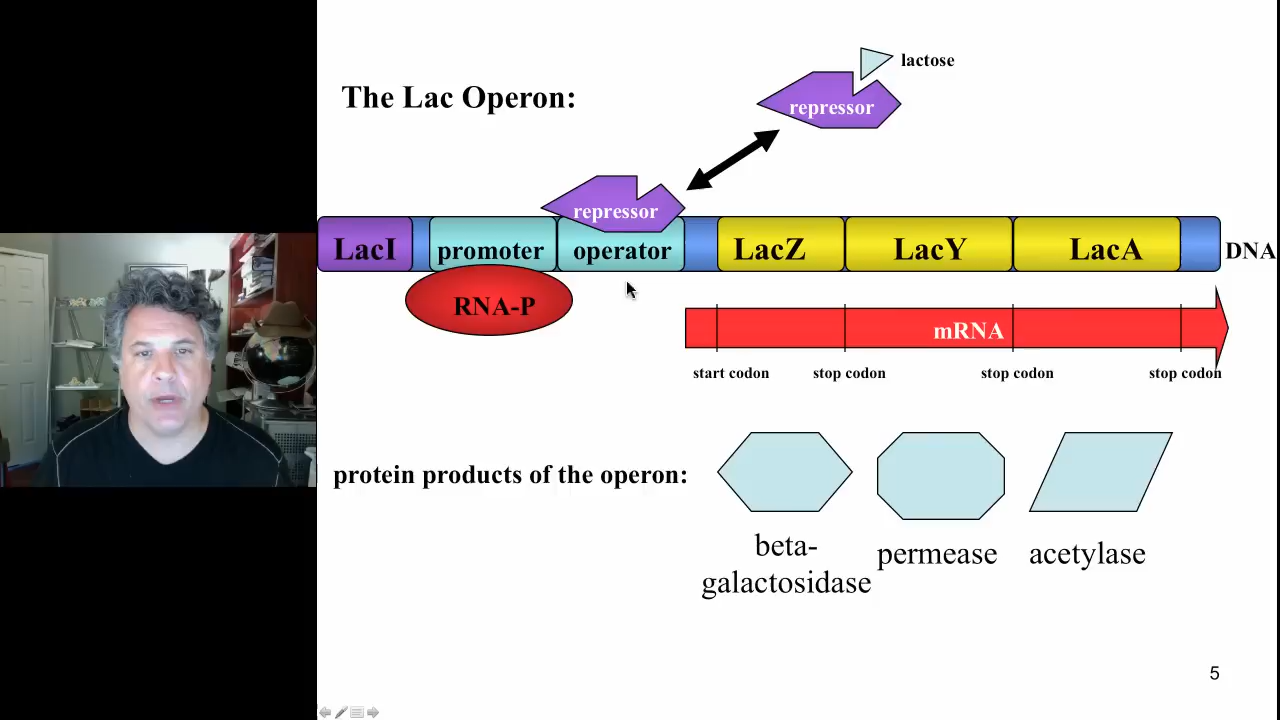 lactose
The Lac Operon:
repressor
repressor
LacI promoter operator LacZ LacY LacA DNA
RNA-P
mRNA
start codon stop codon stop codon stop codon
protein products of the operon:
beta- 
galactosidase permease acetylase
5